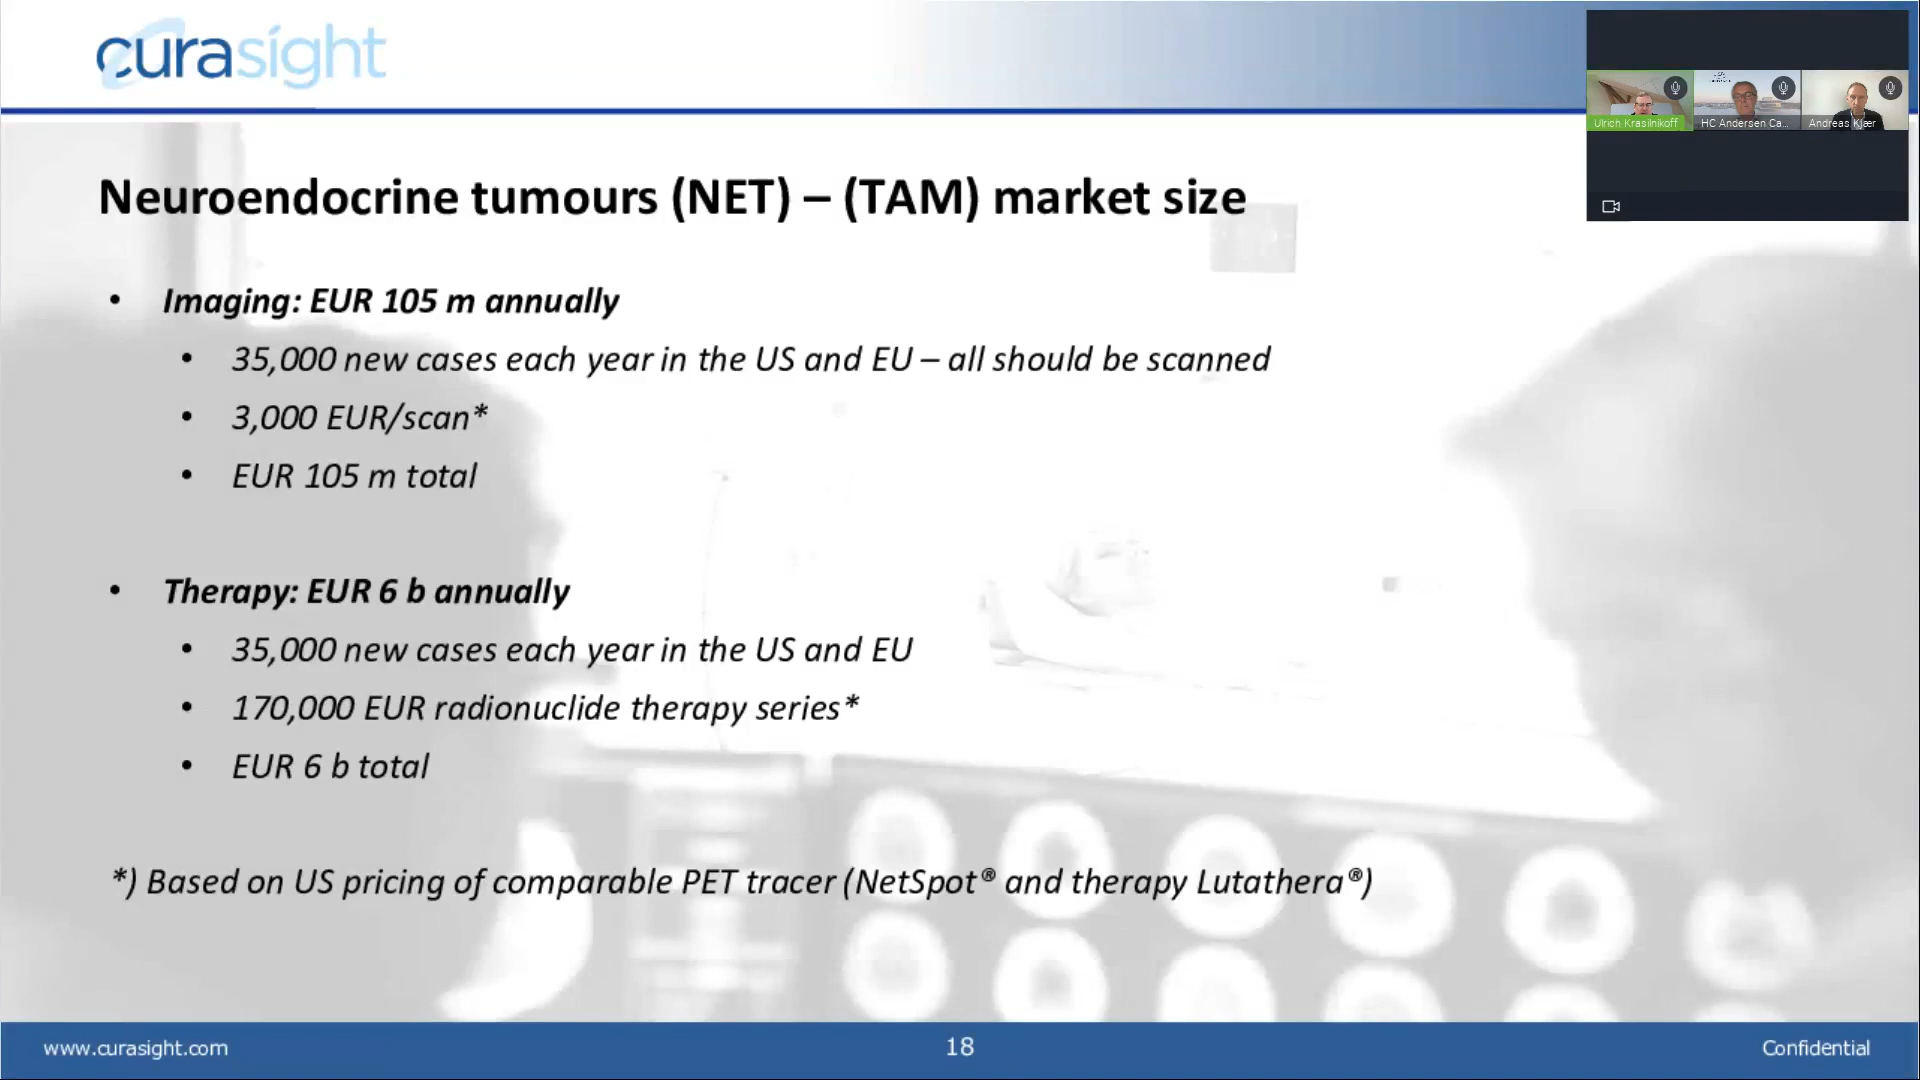 curasight
Ulrich Krasilnikoff
HC Andersen Ca...
Andreas Kjær
Neuroendocrine tumours (NET) – (TAM) market size
• Imaging: EUR 105 m annually
• 35,000 new cases each year in the US and EU – all should be scanned
• 3,000 EUR/scan*
• EUR 105 m total
• Therapy: EUR 6 b annually
• 35,000 new cases each year in the US and EU
• 170,000 EUR radionuclide therapy series*
• EUR 6 b total
*) Based on US pricing of comparable PET tracer (NetSpot® and therapy Lutathera®)
www.curasight.com
18
Confidential